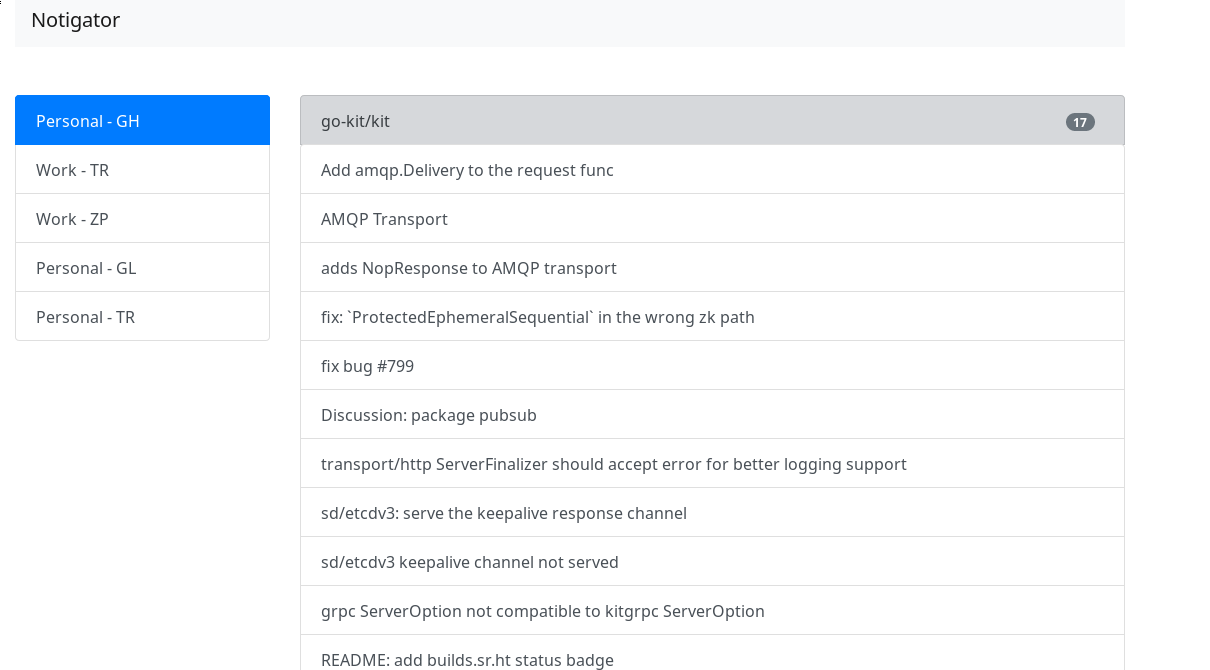 Notigator
Personal - GH
Work - TR
Work - ZP
Personal - GL
Personal - TR
go-kit/kit 17
Add amqp.Delivery to the request func
AMQP Transport
adds NopResponse to AMQP transport
fix: `ProtectedEphemeralSequential` in the wrong zk path
fix bug #799
Discussion: package pubsub
transport/http ServerFinalizer should accept error for better logging support
sd/etcdv3: serve the keepalive response channel
sd/etcdv3 keepalive channel not served
grpc ServerOption not compatible to kitgrpc ServerOption
README: add builds.sr.ht status badge